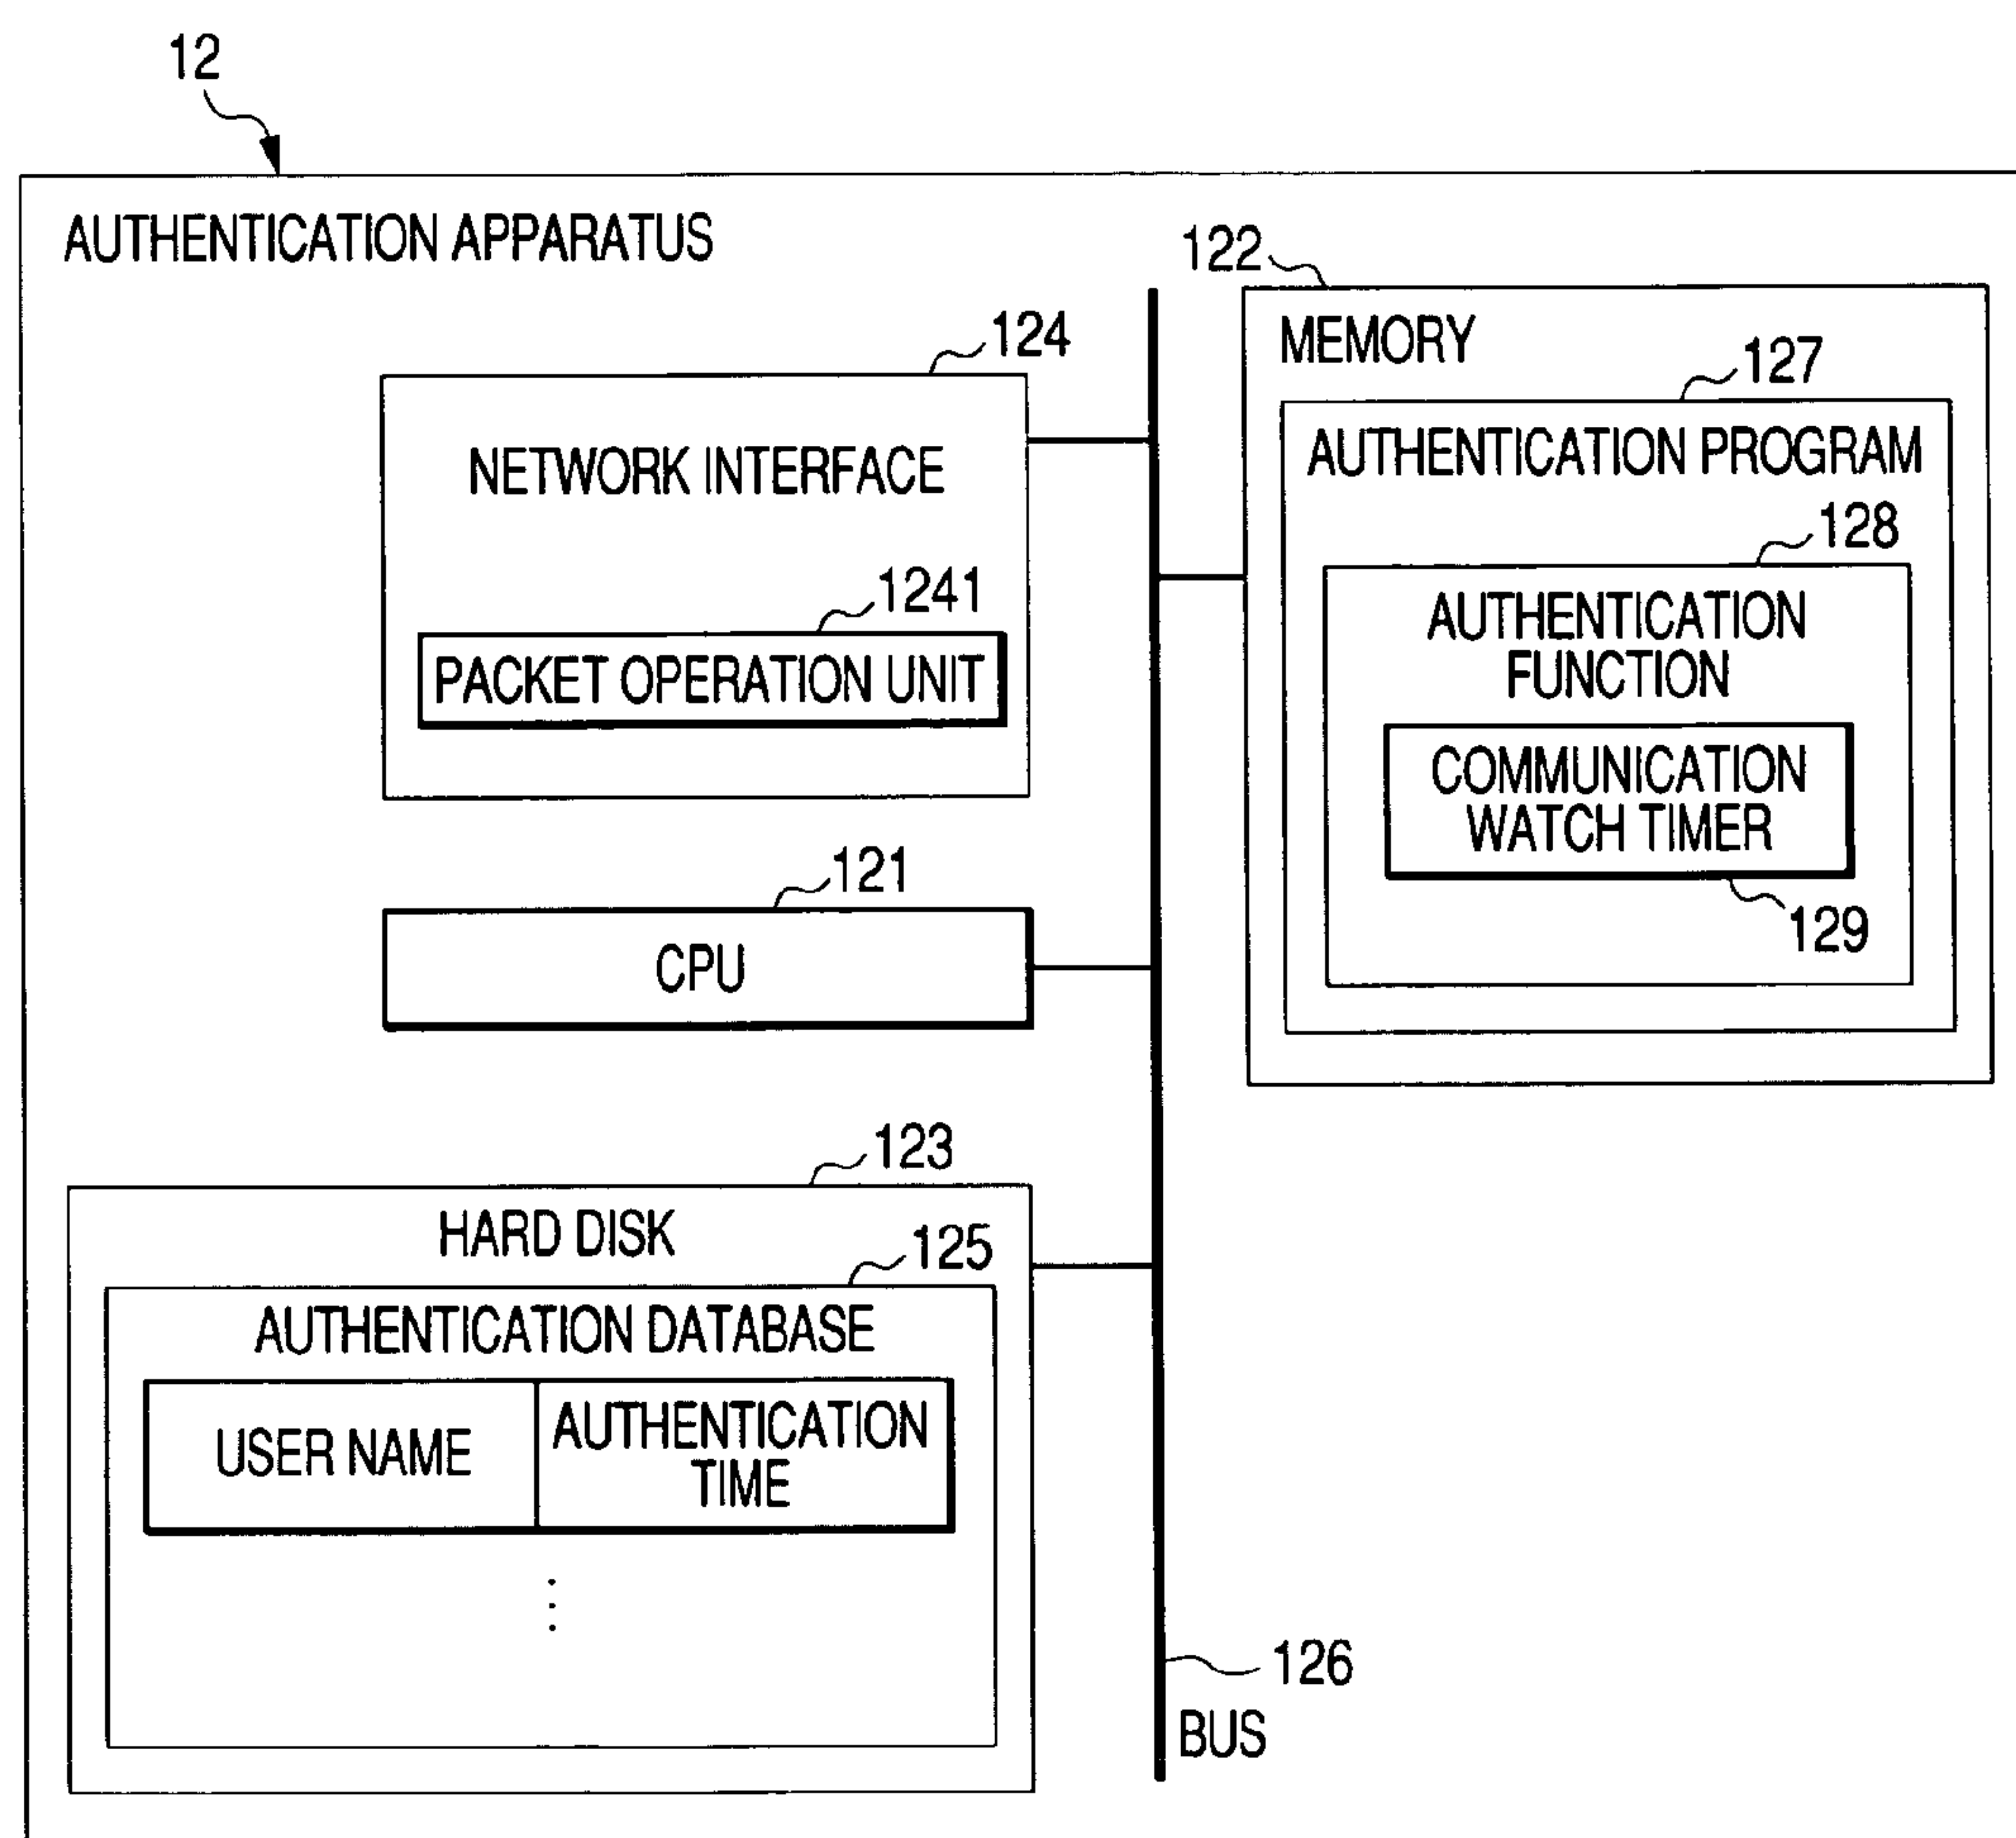 12
AUTHENTICATION APPARATUS
124
NETWORK INTERFACE
1241
PACKET OPERATION UNIT
121
CPU
123
HARD DISK
125
AUTHENTICATION DATABASE
USER NAME
AUTHENTICATION
TIME
122
MEMORY
127
AUTHENTICATION PROGRAM
128
AUTHENTICATION
FUNCTION
COMMUNICATION
WATCH TIMER
129
126
BUS